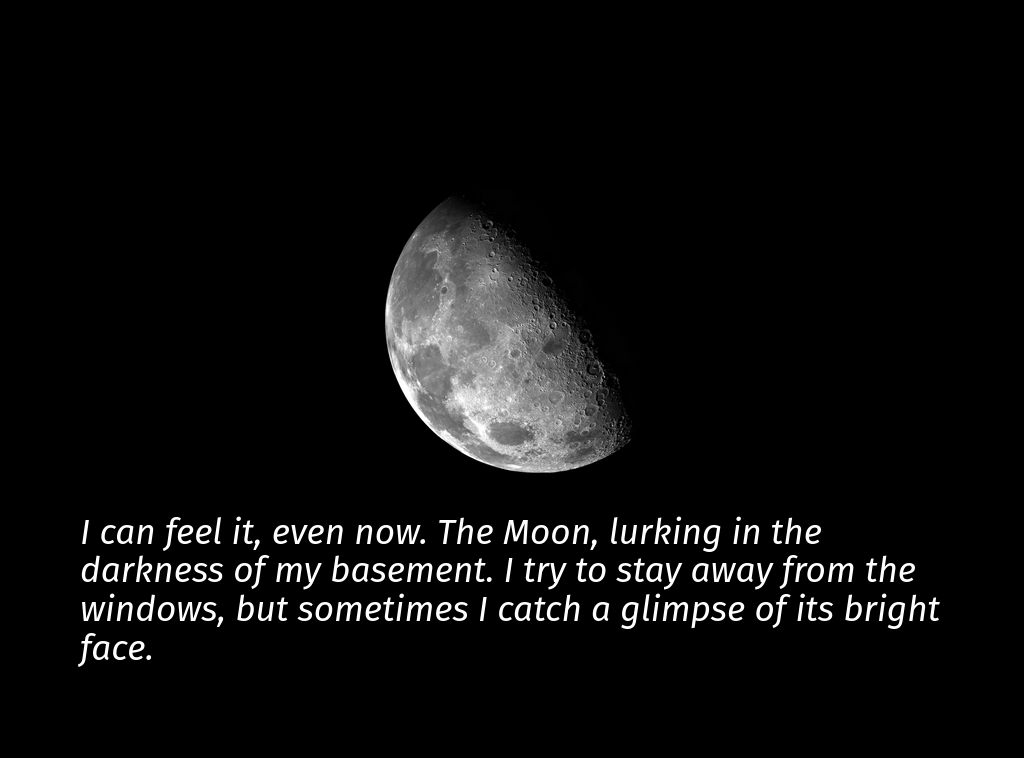 I can feel it, even now. The Moon, lurking in the
darkness of my basement. I try to stay away from the
windows, but sometimes I catch a glimpse of its bright
face.